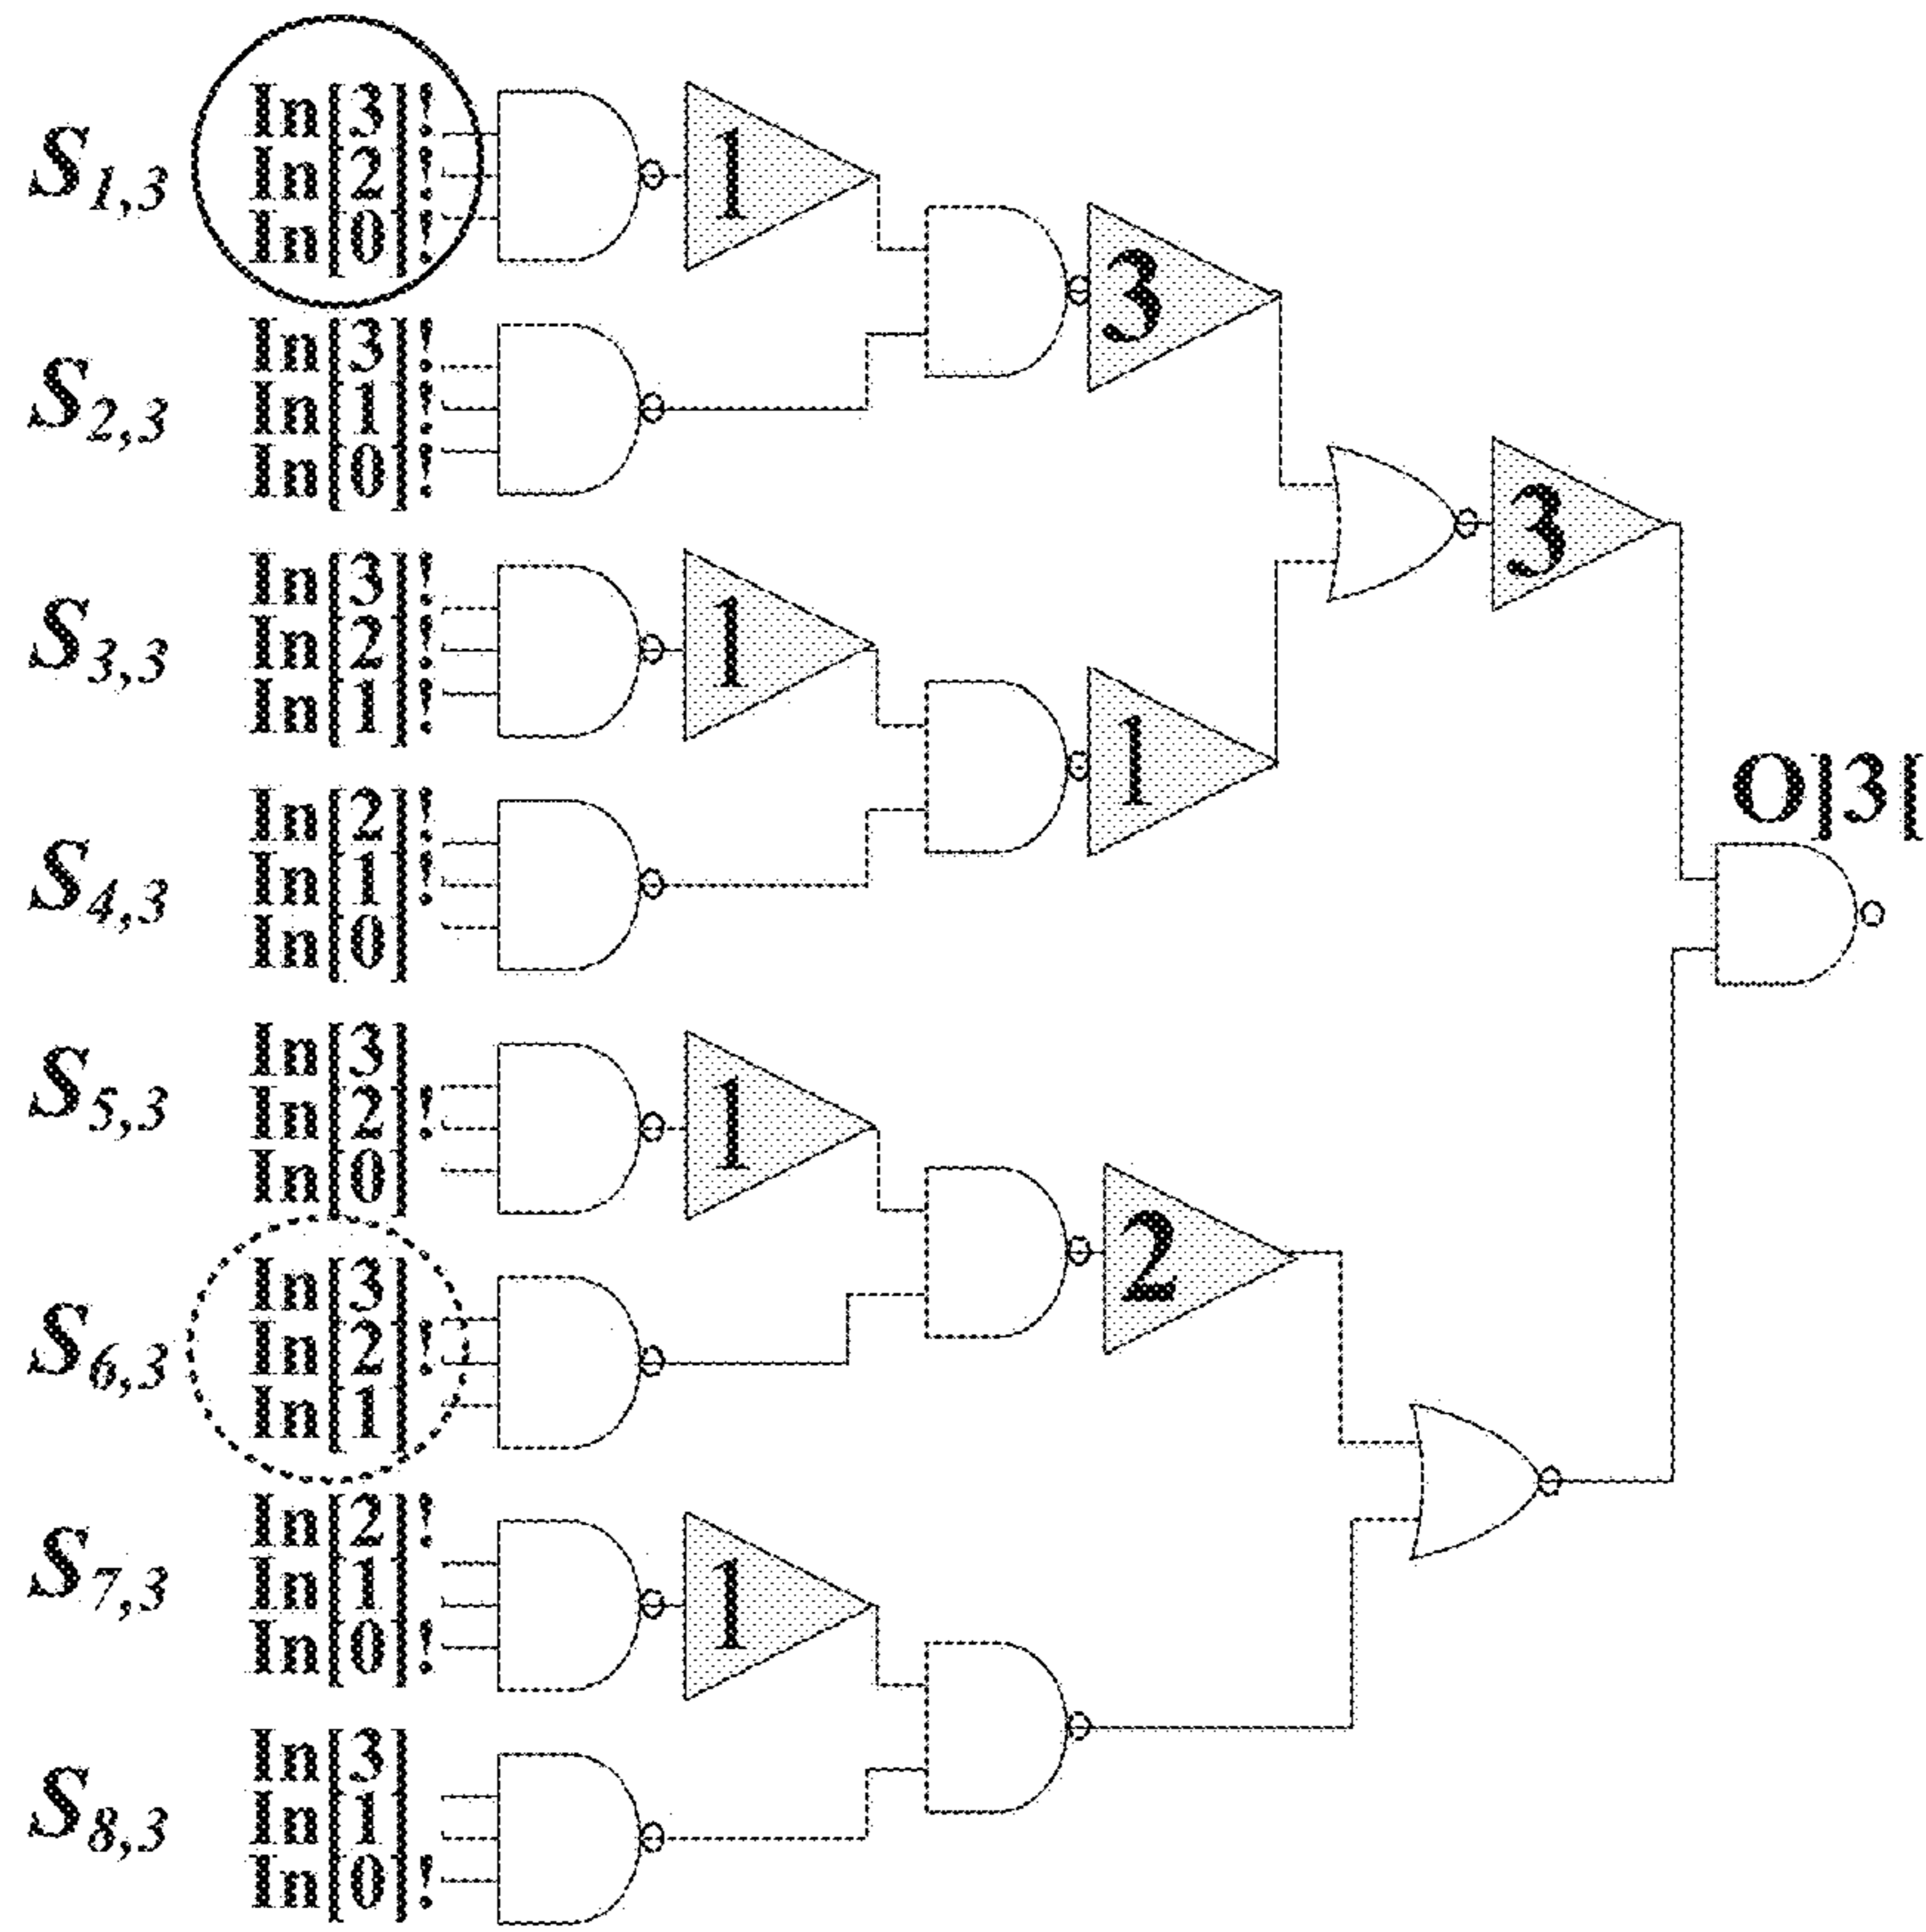 In[3]!
S1,3 In[2]!
In[0]!
1
3
In[3]!
S2,3 In[1]!
In[0]!
3
In[3]!
S3,3 In[2]!
In[1]!
1
1
In[2]!
S4,3 In[1]!
In[0]
O]3[
In[3]
S5,3 In[2]!
In[0]
1
2
In[3]
S6,3 In[2]!
In[1]
In[2]!
S7,3 In[1]
In[0]!
1
In[3]
S8,3 In[1]
In[0]!